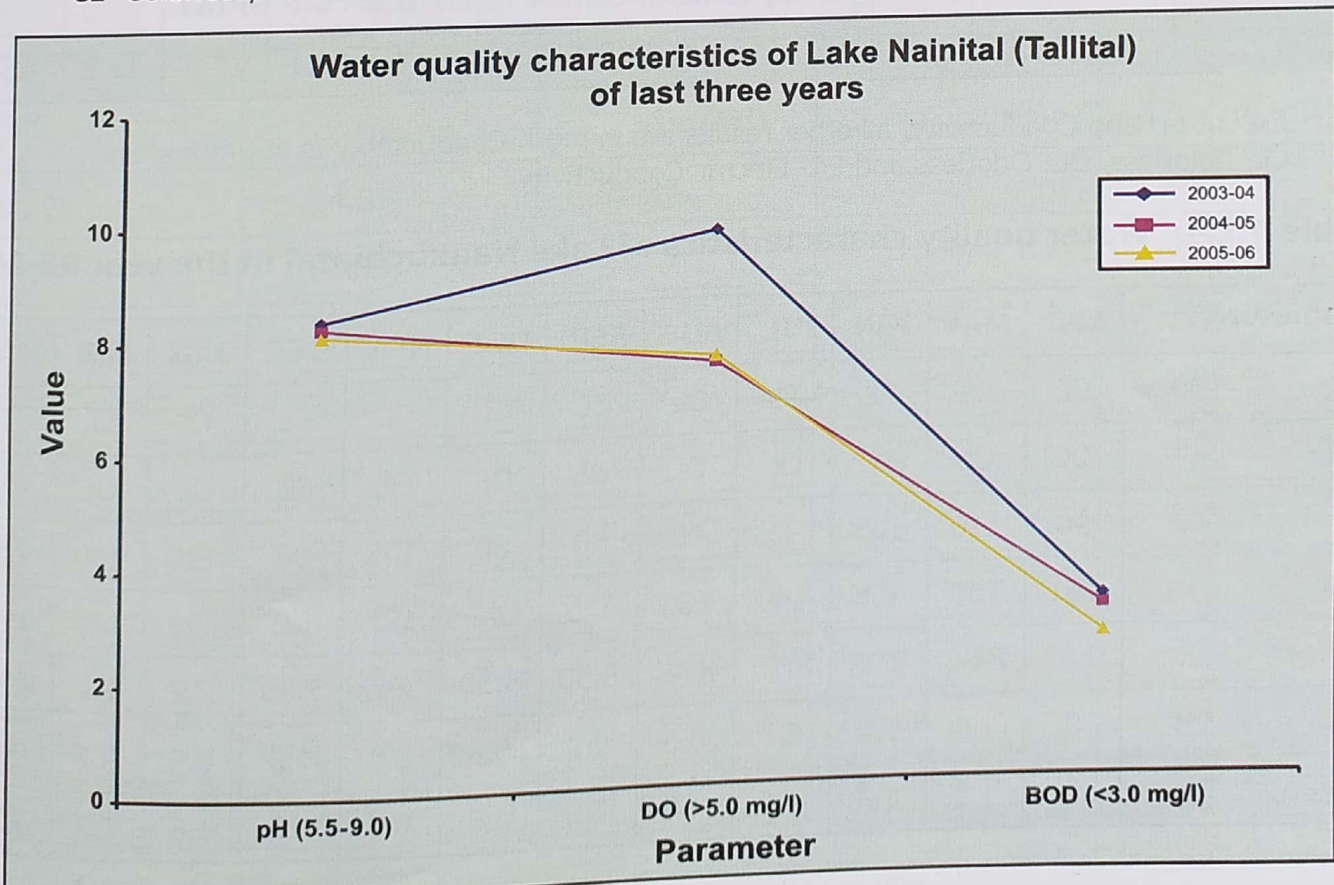 Water quality characteristics of Lake Nainital (Tallital)
of last three years
12
10
8
6
4
2
0
Value
2003-04
2004-05
2005-06
pH (5.5-9.0)
DO (>5.0 mg/l)
BOD (<3.0 mg/l)
Parameter